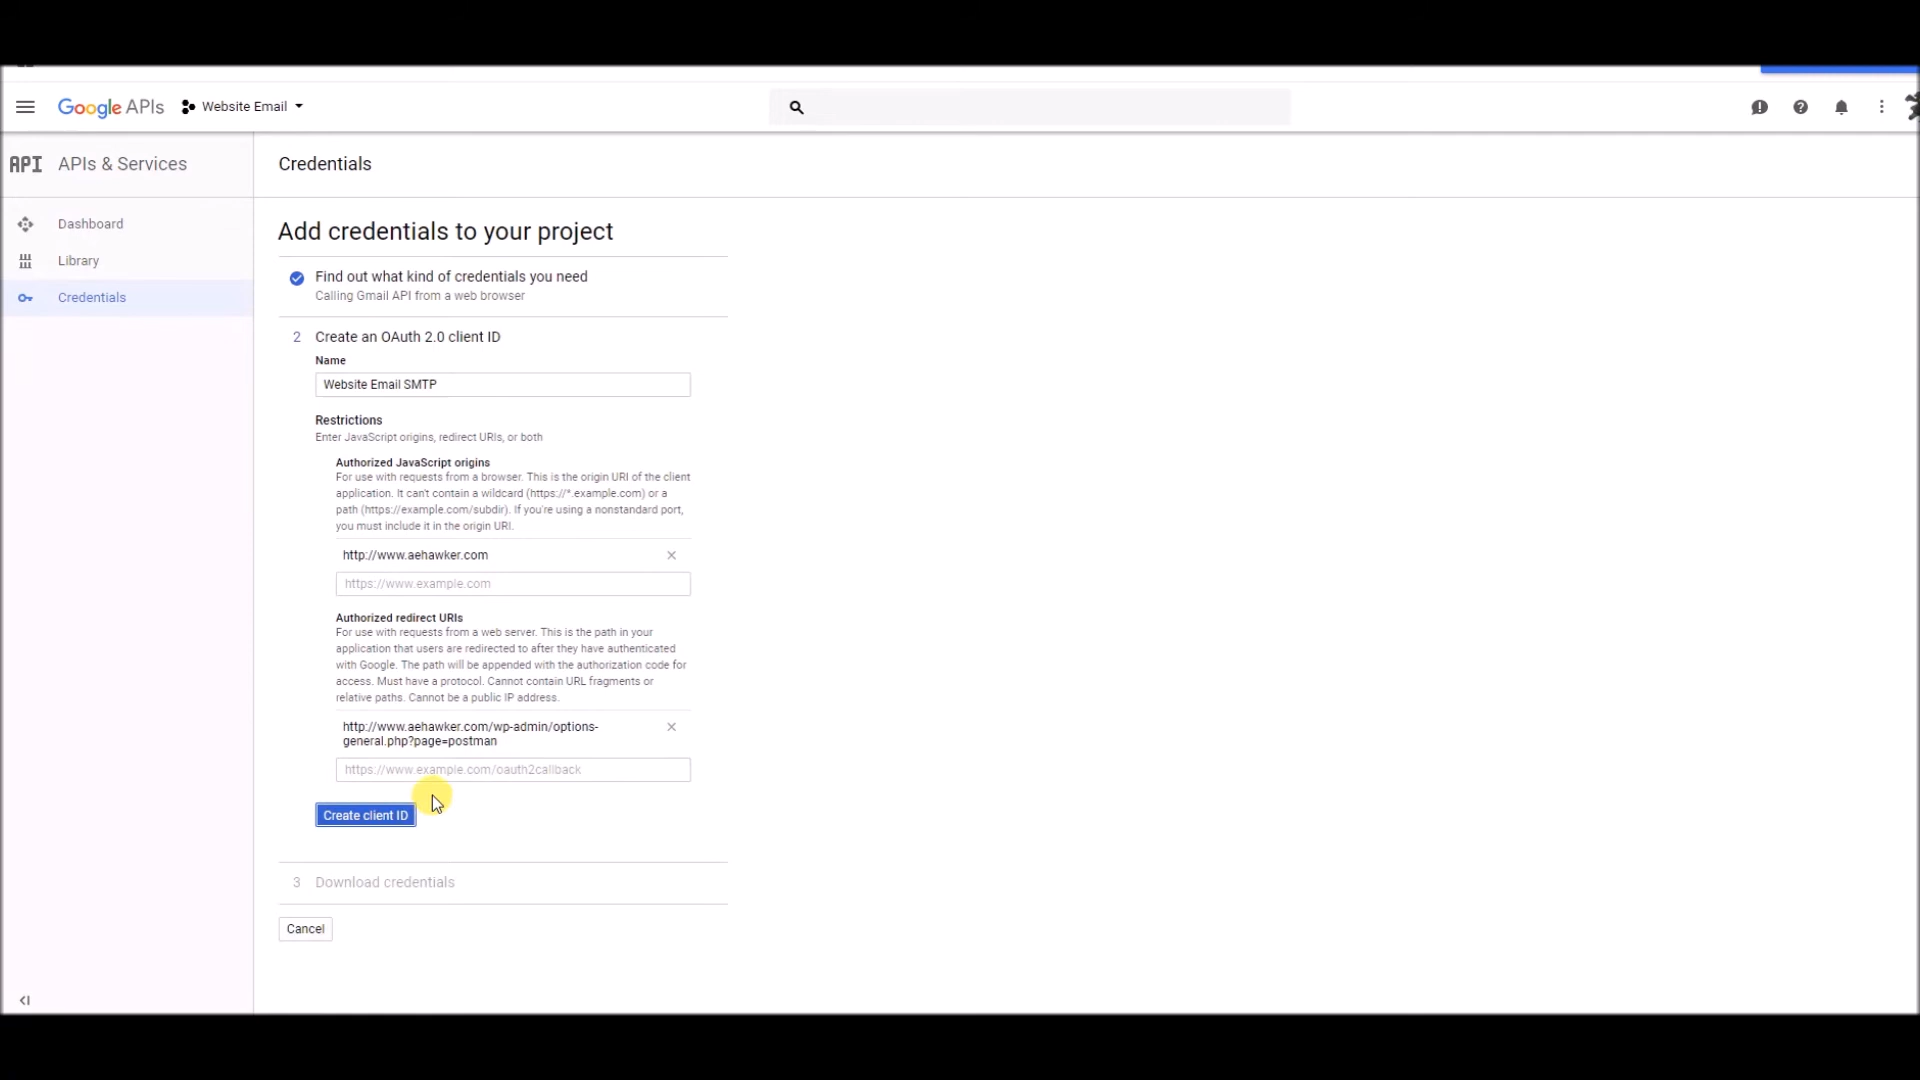 Google APIs
Website Email
API APIs & Services
Credentials
Dashboard
Library
Credentials
Add credentials to your project
Find out what kind of credentials you need
Calling Gmail API from a web browser
2 Create an OAuth 2.0 client ID
Name
Website Email SMTP
Restrictions
Enter JavaScript origins, redirect URIs, or both
Authorized JavaScript origins
For use with requests from a browser. This is the origin URI of the client
application. It can't contain a wildcard (https://*.example.com) or a
path (https://example.com/subdir). If you're using a nonstandard port,
you must include it in the origin URI.
http://www.aehawker.com
https://www.example.com
Authorized redirect URIs
For use with requests from a web server. This is the path in your
application that users are redirected to after they have authenticated
with Google. The path will be appended with the authorization code for
access. Must have a protocol. Cannot contain URL fragments or
relative paths. Cannot be a public IP address.
http://www.aehawker.com/wp-admin/options-
general.php?page=postman
https://www.example.com/oauth2callback
Create client ID
3 Download credentials
Cancel